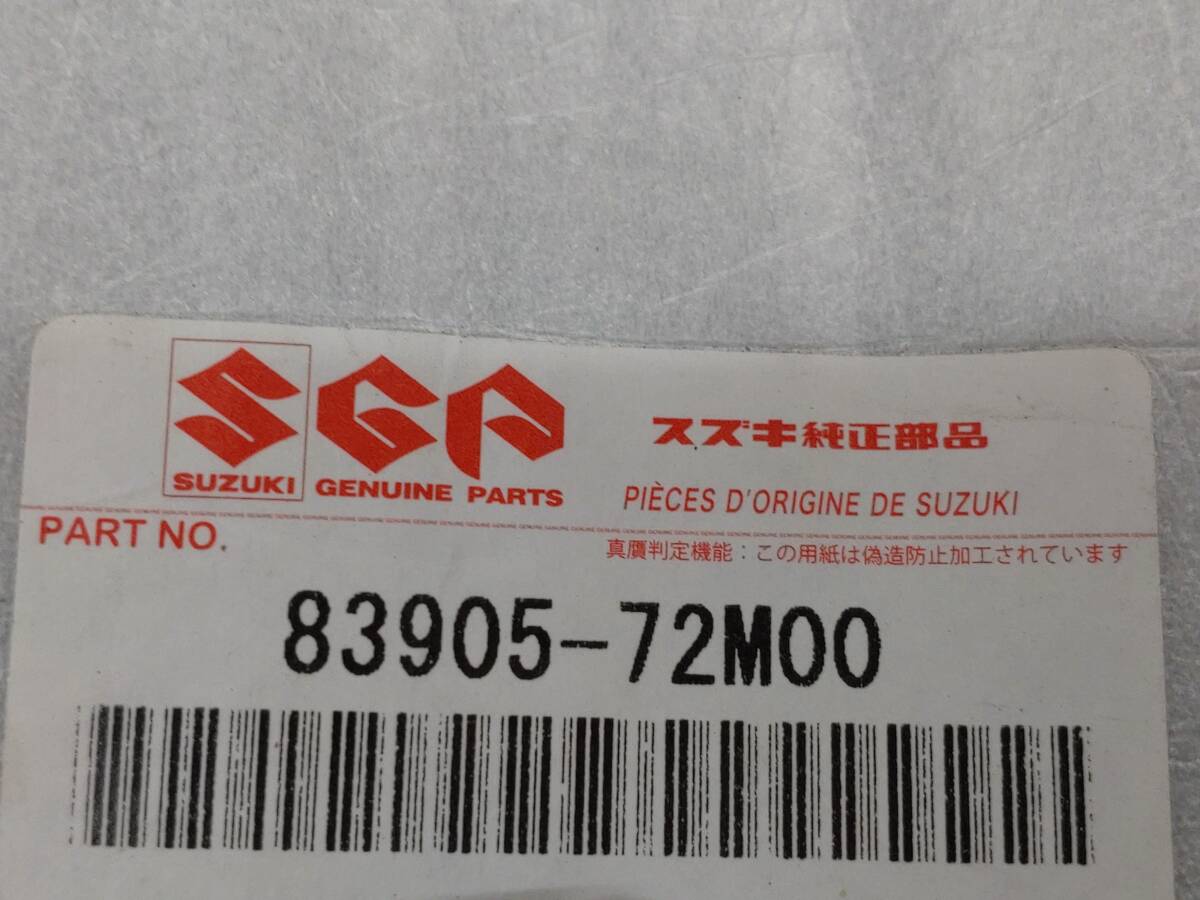 SGP
SUZUKI GENUINE PARTS
スズキ純正部品
PIÈCES D'ORIGINE DE SUZUKI
PART NO.
真贋判定機能：この用紙は偽造防止加工されています
83905-72M00